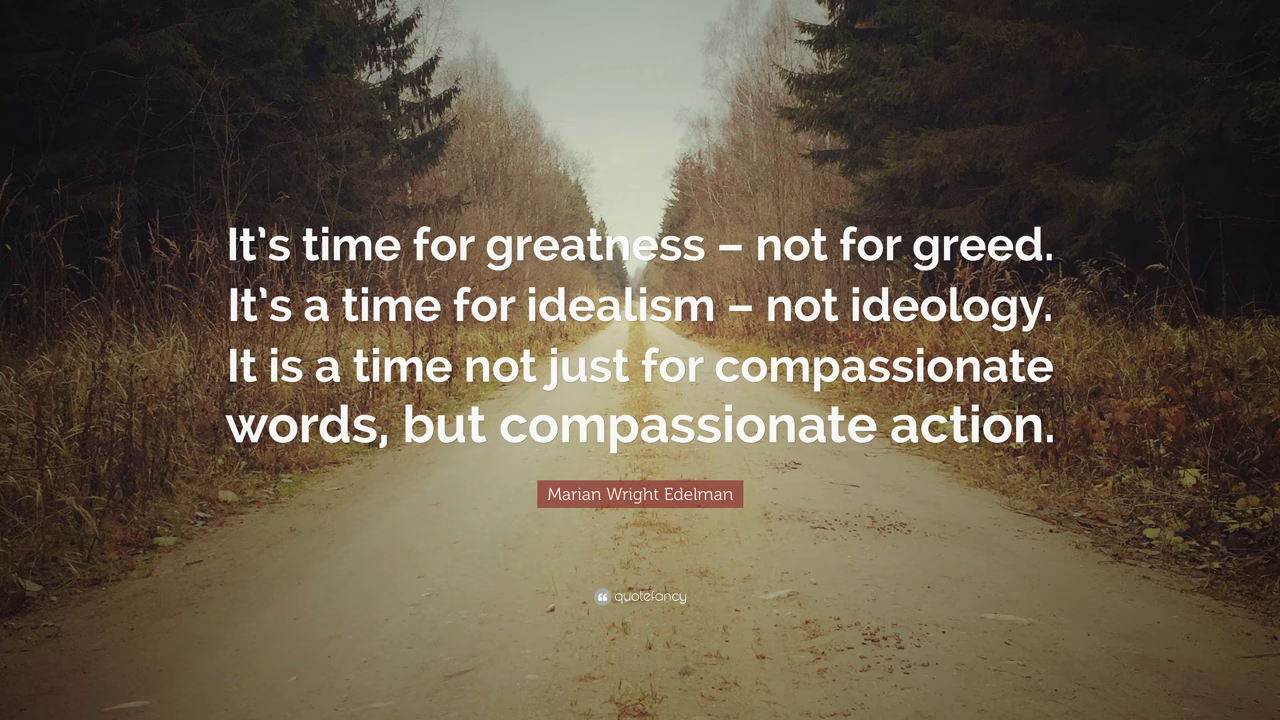 It’s time for greatness – not for greed.
It’s a time for idealism – not ideology.
It is a time not just for compassionate
words, but compassionate action.
Marian Wright Edelman
quotefancy